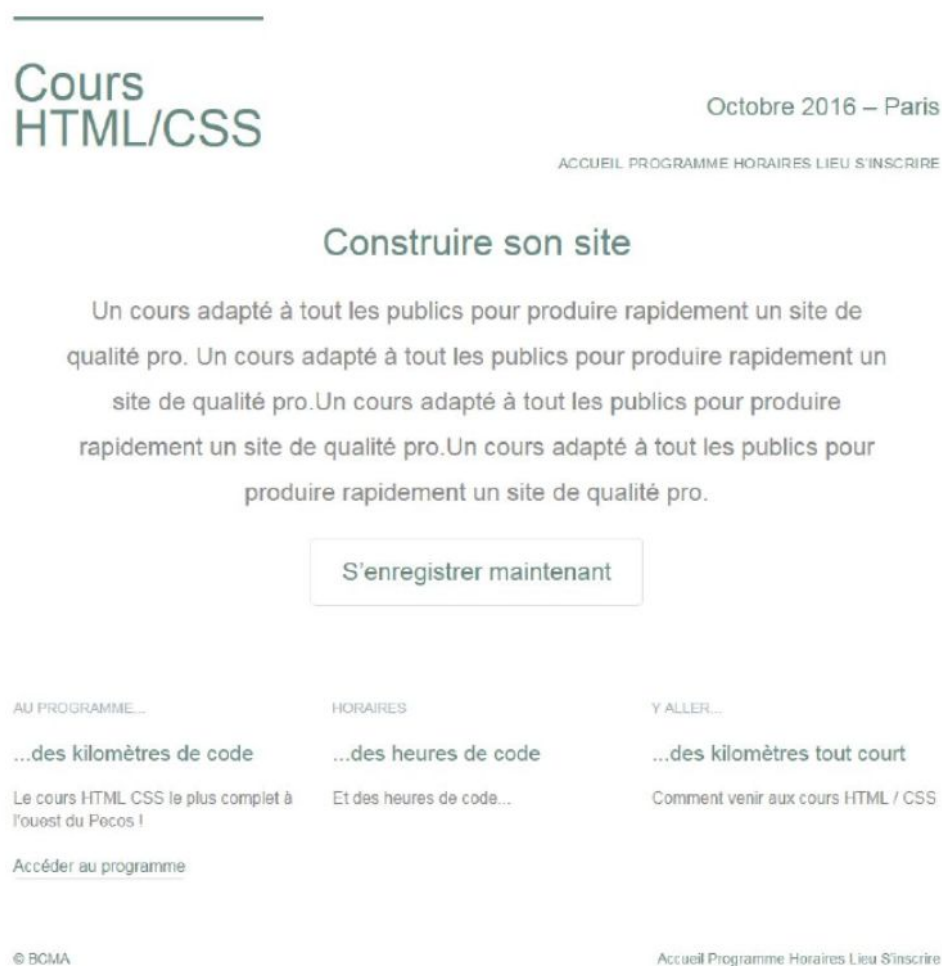 Cours
HTML/CSS
Octobre 2016 – Paris
ACCUEIL PROGRAMME HORAIRES LIEU S'INSCRIRE
Construire son site
Un cours adapté à tout les publics pour produire rapidement un site de
qualité pro. Un cours adapté à tout les publics pour produire rapidement un
site de qualité pro.Un cours adapté à tout les publics pour produire
rapidement un site de qualité pro.Un cours adapté à tout les publics pour
produire rapidement un site de qualité pro.
S'enregistrer maintenant
AU PROGRAMME...
...des kilomètres de code
Le cours HTML CSS le plus complet à
l'ouest du Pecos !
Accéder au programme
HORAIRES
...des heures de code
Et des heures de code...
Y ALLER...
...des kilomètres tout court
Comment venir aux cours HTML / CSS
© BCMA
Accueil Programme Horaires Lieu S'inscrire